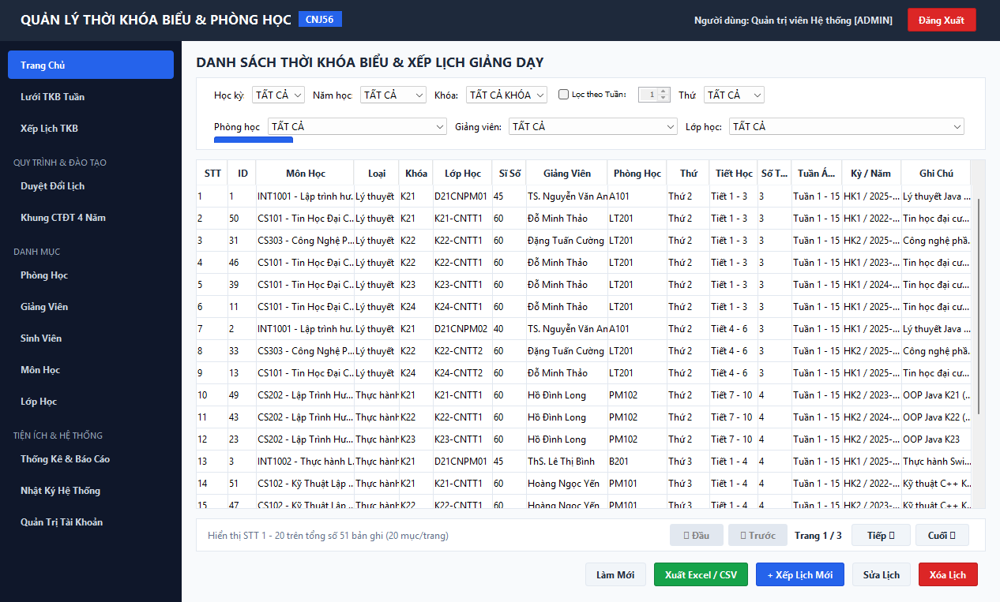 QUẢN LÝ THỜI KHÓA BIỂU & PHÒNG HỌC CNJ56 Người dùng: Quản trị viên Hệ thống [ADMIN] Đăng Xuất
Trang Chủ
Lưới TKB Tuần
Xếp Lịch TKB
QUY TRÌNH & ĐÀO TẠO
Duyệt Đổi Lịch
Khung CTĐT 4 Năm
DANH MỤC
Phòng Học
Giảng Viên
Sinh Viên
Môn Học
Lớp Học
TIỆN ÍCH & HỆ THỐNG
Thống Kê & Báo Cáo
Nhật Ký Hệ Thống
Quản Trị Tài Khoản
DANH SÁCH THỜI KHÓA BIỂU & XẾP LỊCH GIẢNG DẠY
Học kỳ: TẤT CẢ Năm học: TẤT CẢ Khóa: TẤT CẢ KHÓA Lọc theo Tuần: 1 Thứ: TẤT CẢ
Phòng học: TẤT CẢ Giảng viên: TẤT CẢ Lớp học: TẤT CẢ
STT ID Môn Học Loại Khóa Lớp Học Sĩ Số Giảng Viên Phòng Học Thứ Tiết Học Số T... Tuần Á... Kỳ / Năm Ghi Chú
1 1 INT1001 - Lập trình hư... Lý thuyết K21 D21CNPM01 45 TS. Nguyễn Văn An A101 Thứ 2 Tiết 1 - 3 3 Tuần 1 - 15 HK1 / 2025-... Lý thuyết Java ...
2 50 CS101 - Tin Học Đại C... Lý thuyết K21 K21-CNTT1 60 Đỗ Minh Thảo LT201 Thứ 2 Tiết 1 - 3 3 Tuần 1 - 15 HK1 / 2022-... Tin học đại cư...
3 31 CS303 - Công Nghệ P... Lý thuyết K22 K22-CNTT1 60 Đặng Tuấn Cường LT201 Thứ 2 Tiết 1 - 3 3 Tuần 1 - 15 HK2 / 2025-... Công nghệ phầ...
4 46 CS101 - Tin Học Đại C... Lý thuyết K22 K22-CNTT1 60 Đỗ Minh Thảo LT201 Thứ 2 Tiết 1 - 3 3 Tuần 1 - 15 HK1 / 2023-... Tin học đại cư...
5 39 CS101 - Tin Học Đại C... Lý thuyết K23 K23-CNTT1 60 Đỗ Minh Thảo LT201 Thứ 2 Tiết 1 - 3 3 Tuần 1 - 15 HK1 / 2024-... Tin học đại cư...
6 11 CS101 - Tin Học Đại C... Lý thuyết K24 K24-CNTT1 60 Đỗ Minh Thảo LT201 Thứ 2 Tiết 1 - 3 3 Tuần 1 - 15 HK1 / 2025-... Tin học đại cư...
7 2 INT1001 - Lập trình hư... Lý thuyết K21 D21CNPM02 40 TS. Nguyễn Văn An A101 Thứ 2 Tiết 4 - 6 3 Tuần 1 - 15 HK1 / 2025-... Lý thuyết Java ...
8 33 CS303 - Công Nghệ P... Lý thuyết K22 K22-CNTT2 60 Đặng Tuấn Cường LT201 Thứ 2 Tiết 4 - 6 3 Tuần 1 - 15 HK2 / 2025-... Công nghệ phầ...
9 13 CS101 - Tin Học Đại C... Lý thuyết K24 K24-CNTT2 60 Đỗ Minh Thảo LT201 Thứ 2 Tiết 4 - 6 3 Tuần 1 - 15 HK1 / 2025-... Tin học đại cư...
10 49 CS202 - Lập Trình Hư... Thực hành K21 K21-CNTT1 60 Hồ Đình Long PM102 Thứ 2 Tiết 7 - 10 4 Tuần 1 - 15 HK2 / 2023-... OOP Java K21 (...
11 43 CS202 - Lập Trình Hư... Thực hành K22 K22-CNTT1 60 Hồ Đình Long PM102 Thứ 2 Tiết 7 - 10 4 Tuần 1 - 15 HK2 / 2024-... OOP Java K22 (...
12 23 CS202 - Lập Trình Hư... Thực hành K23 K23-CNTT1 60 Hồ Đình Long PM102 Thứ 2 Tiết 7 - 10 4 Tuần 1 - 15 HK2 / 2025-... OOP Java K23
13 3 INT1002 - Thực hành L... Thực hành K21 D21CNPM01 45 ThS. Lê Thị Bình B201 Thứ 3 Tiết 1 - 4 4 Tuần 1 - 15 HK1 / 2025-... Thực hành Swi...
14 51 CS102 - Kỹ Thuật Lập ... Thực hành K21 K21-CNTT1 60 Hoàng Ngọc Yến PM101 Thứ 3 Tiết 1 - 4 4 Tuần 1 - 15 HK2 / 2022-... Kỹ thuật C++ K...
15 47 CS102 - Kỹ Thuật Lập ... Thực hành K22 K22-CNTT1 60 Hoàng Ngọc Yến PM101 Thứ 3 Tiết 1 - 4 4 Tuần 1 - 15 HK2 / 2023-... Kỹ thuật C++ K...
Hiển thị STT 1 - 20 trên tổng số 51 bản ghi (20 mục/trang) Đầu Trước Trang 1 / 3 Tiếp Cuối
Làm Mới Xuất Excel / CSV + Xếp Lịch Mới Sửa Lịch Xóa Lịch